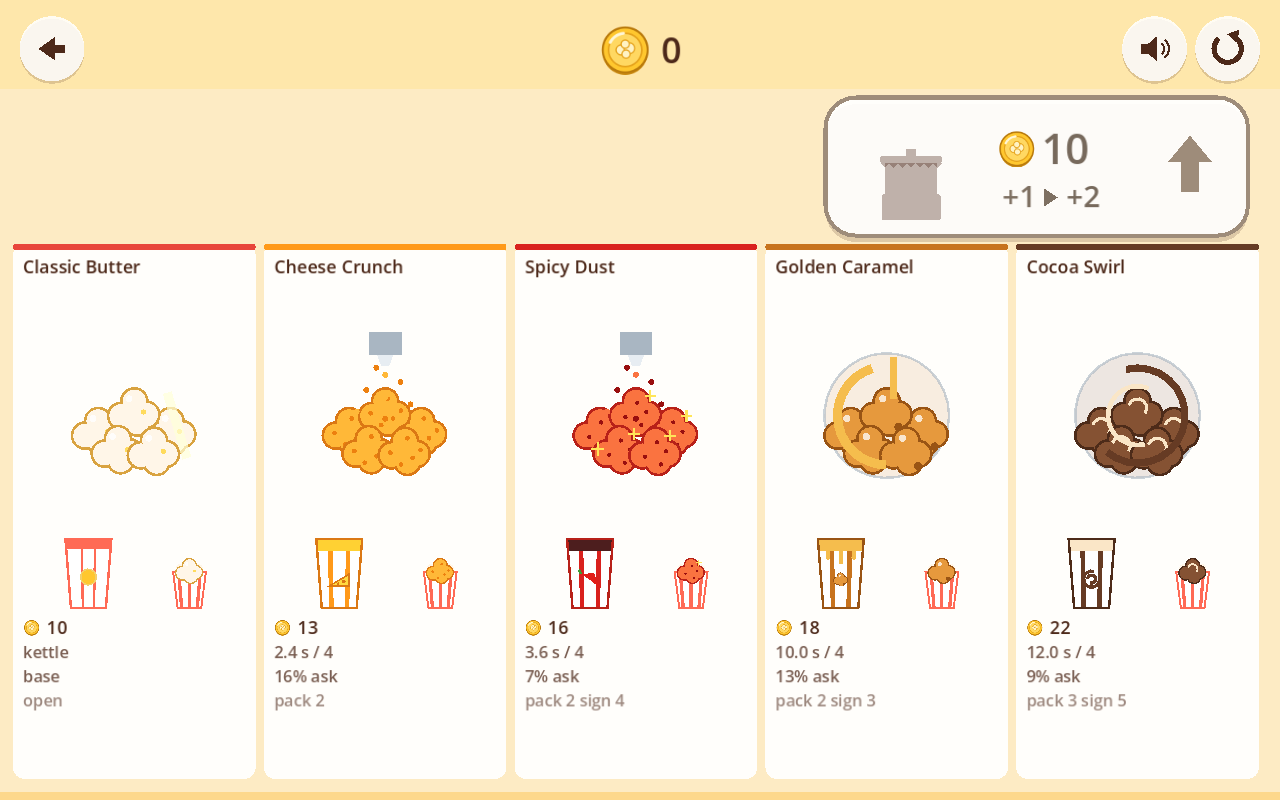 0
10
+1 ▶ +2
Classic Butter
10
kettle
base
open
Cheese Crunch
13
2.4 s / 4
16% ask
pack 2
Spicy Dust
16
3.6 s / 4
7% ask
pack 2 sign 4
Golden Caramel
18
10.0 s / 4
13% ask
pack 2 sign 3
Cocoa Swirl
22
12.0 s / 4
9% ask
pack 3 sign 5